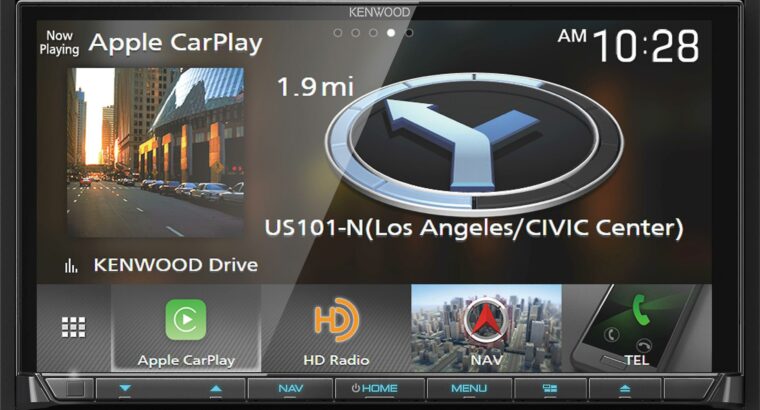 KENWOOD
Now
Playing
Apple CarPlay
AM 10:28
1.9 mi
US101-N(Los Angeles/CIVIC Center)
KENWOOD Drive
Apple CarPlay
HD Radio
NAV
TEL
NAV
HOME
MENU